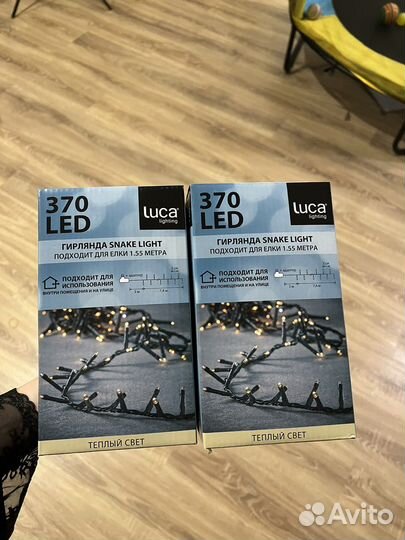 370
LED
luca
lighting
ГИРЛЯНДА SNAKE LIGHT
ПОДХОДИТ ДЛЯ ЕЛКИ 1.55 МЕТРА
ПОДХОДИТ ДЛЯ
ИСПОЛЬЗОВАНИЯ
ВНУТРИ ПОМЕЩЕНИЯ И НА УЛИЦЕ
ТЕПЛЫЙ СВЕТ
370
LED
luca
lighting
ГИРЛЯНДА SNAKE LIGHT
ПОДХОДИТ ДЛЯ ЕЛКИ 1.55 МЕТРА
ПОДХОДИТ ДЛЯ
ИСПОЛЬЗОВАНИЯ
ВНУТРИ ПОМЕЩЕНИЯ И НА УЛИЦЕ
ТЕПЛЫЙ СВЕТ
Avito